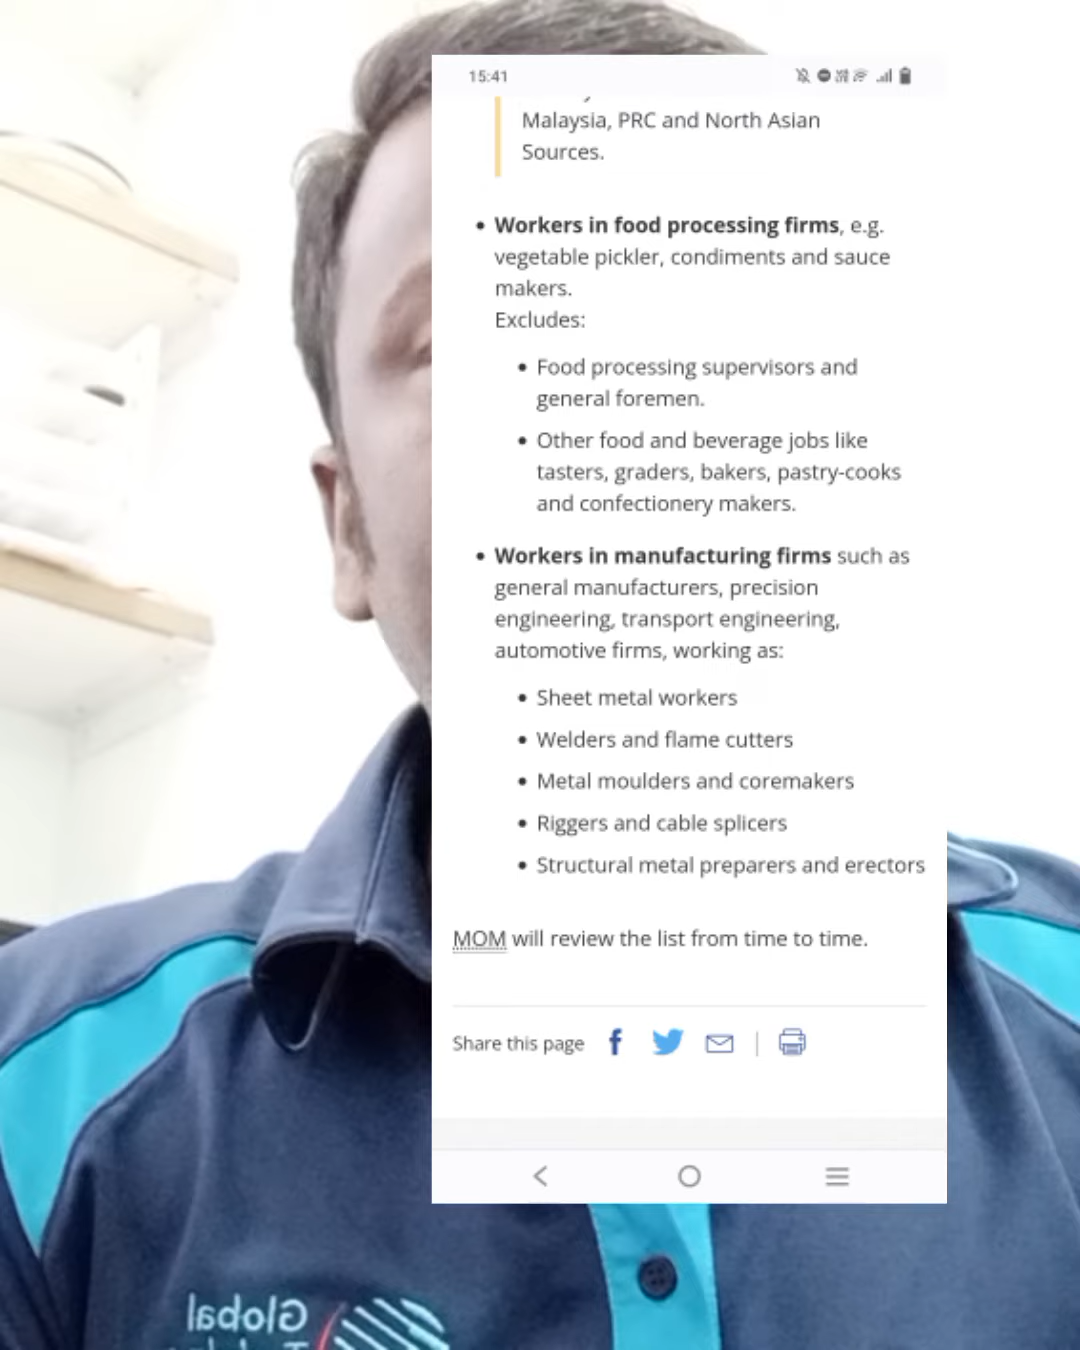 15:41
Malaysia, PRC and North Asian
Sources.
• Workers in food processing firms, e.g.
vegetable pickler, condiments and sauce
makers.
Excludes:
• Food processing supervisors and
general foremen.
• Other food and beverage jobs like
tasters, graders, bakers, pastry-cooks
and confectionery makers.
• Workers in manufacturing firms such as
general manufacturers, precision
engineering, transport engineering,
automotive firms, working as:
• Sheet metal workers
• Welders and flame cutters
• Metal moulders and coremakers
• Riggers and cable splicers
• Structural metal preparers and erectors
MOM will review the list from time to time.
Share this page
Global